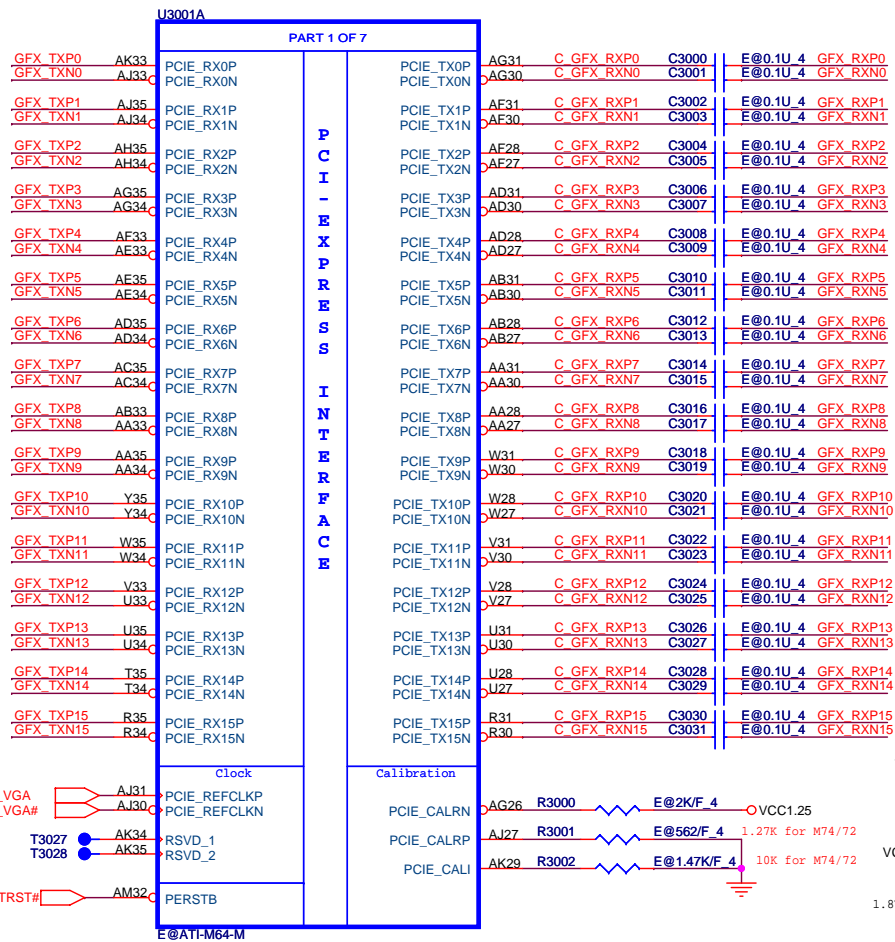 U3001A
PART 1 OF 7
GFX_TXP0 AK33 PCIE_RX0P PCIE_TX0P AG31 C_GFX_RXP0 C3000 E@0.1U_4 GFX_RXP0
GFX_TXN0 AJ33 PCIE_RX0N PCIE_TX0N AG30 C_GFX_RXN0 C3001 E@0.1U_4 GFX_RXN0
GFX_TXP1 AJ35 PCIE_RX1P PCIE_TX1P AF31 C_GFX_RXP1 C3002 E@0.1U_4 GFX_RXP1
GFX_TXN1 AJ34 PCIE_RX1N PCIE_TX1N AF30 C_GFX_RXN1 C3003 E@0.1U_4 GFX_RXN1
GFX_TXP2 AH35 PCIE_RX2P PCIE_TX2P AF28 C_GFX_RXP2 C3004 E@0.1U_4 GFX_RXP2
GFX_TXN2 AH34 PCIE_RX2N PCIE_TX2N AF27 C_GFX_RXN2 C3005 E@0.1U_4 GFX_RXN2
GFX_TXP3 AG35 PCIE_RX3P PCIE_TX3P AD31 C_GFX_RXP3 C3006 E@0.1U_4 GFX_RXP3
GFX_TXN3 AG34 PCIE_RX3N PCIE_TX3N AD30 C_GFX_RXN3 C3007 E@0.1U_4 GFX_RXN3
GFX_TXP4 AF33 PCIE_RX4P PCIE_TX4P AD28 C_GFX_RXP4 C3008 E@0.1U_4 GFX_RXP4
GFX_TXN4 AE33 PCIE_RX4N PCIE_TX4N AD27 C_GFX_RXN4 C3009 E@0.1U_4 GFX_RXN4
GFX_TXP5 AE35 PCIE_RX5P PCIE_TX5P AB31 C_GFX_RXP5 C3010 E@0.1U_4 GFX_RXP5
GFX_TXN5 AE34 PCIE_RX5N PCIE_TX5N AB30 C_GFX_RXN5 C3011 E@0.1U_4 GFX_RXN5
GFX_TXP6 AD35 PCIE_RX6P PCIE_TX6P AB28 C_GFX_RXP6 C3012 E@0.1U_4 GFX_RXP6
GFX_TXN6 AD34 PCIE_RX6N PCIE_TX6N AB27 C_GFX_RXN6 C3013 E@0.1U_4 GFX_RXN6
GFX_TXP7 AC35 PCIE_RX7P PCIE_TX7P AA31 C_GFX_RXP7 C3014 E@0.1U_4 GFX_RXP7
GFX_TXN7 AC34 PCIE_RX7N PCIE_TX7N AA30 C_GFX_RXN7 C3015 E@0.1U_4 GFX_RXN7
GFX_TXP8 AB33 PCIE_RX8P PCIE_TX8P AA28 C_GFX_RXP8 C3016 E@0.1U_4 GFX_RXP8
GFX_TXN8 AA33 PCIE_RX8N PCIE_TX8N AA27 C_GFX_RXN8 C3017 E@0.1U_4 GFX_RXN8
GFX_TXP9 AA35 PCIE_RX9P PCIE_TX9P W31 C_GFX_RXP9 C3018 E@0.1U_4 GFX_RXP9
GFX_TXN9 AA34 PCIE_RX9N PCIE_TX9N W30 C_GFX_RXN9 C3019 E@0.1U_4 GFX_RXN9
GFX_TXP10 Y35 PCIE_RX10P PCIE_TX10P W28 C_GFX_RXP10 C3020 E@0.1U_4 GFX_RXP10
GFX_TXN10 Y34 PCIE_RX10N PCIE_TX10N W27 C_GFX_RXN10 C3021 E@0.1U_4 GFX_RXN10
GFX_TXP11 W35 PCIE_RX11P PCIE_TX11P V31 C_GFX_RXP11 C3022 E@0.1U_4 GFX_RXP11
GFX_TXN11 W34 PCIE_RX11N PCIE_TX11N V30 C_GFX_RXN11 C3023 E@0.1U_4 GFX_RXN11
GFX_TXP12 V33 PCIE_RX12P PCIE_TX12P V28 C_GFX_RXP12 C3024 E@0.1U_4 GFX_RXP12
GFX_TXN12 U33 PCIE_RX12N PCIE_TX12N V27 C_GFX_RXN12 C3025 E@0.1U_4 GFX_RXN12
GFX_TXP13 U35 PCIE_RX13P PCIE_TX13P U31 C_GFX_RXP13 C3026 E@0.1U_4 GFX_RXP13
GFX_TXN13 U34 PCIE_RX13N PCIE_TX13N U30 C_GFX_RXN13 C3027 E@0.1U_4 GFX_RXN13
GFX_TXP14 T35 PCIE_RX14P PCIE_TX14P U28 C_GFX_RXP14 C3028 E@0.1U_4 GFX_RXP14
GFX_TXN14 T34 PCIE_RX14N PCIE_TX14N U27 C_GFX_RXN14 C3029 E@0.1U_4 GFX_RXN14
GFX_TXP15 R35 PCIE_RX15P PCIE_TX15P R31 C_GFX_RXP15 C3030 E@0.1U_4 GFX_RXP15
GFX_TXN15 R34 PCIE_RX15N PCIE_TX15N R30 C_GFX_RXN15 C3031 E@0.1U_4 GFX_RXN15
PCI-EXPRESS INTERFACE
Clock Calibration
_VGA AJ31 PCIE_REFCLKP
_VGA# AJ30 PCIE_REFCLKN
PCIE_CALRN AG26 R3000 E@2K/F_4 VCC1.25
T3027 AK34 RSVD_1
T3028 AK35 RSVD_2
PCIE_CALRP AJ27 R3001 E@562/F_4 1.27K for M74/72
PCIE_CALI AK29 R3002 E@1.47K/F_4 10K for M74/72
VC
TRST# AM32 PERSTB
1.8
E@ATI-M64-M